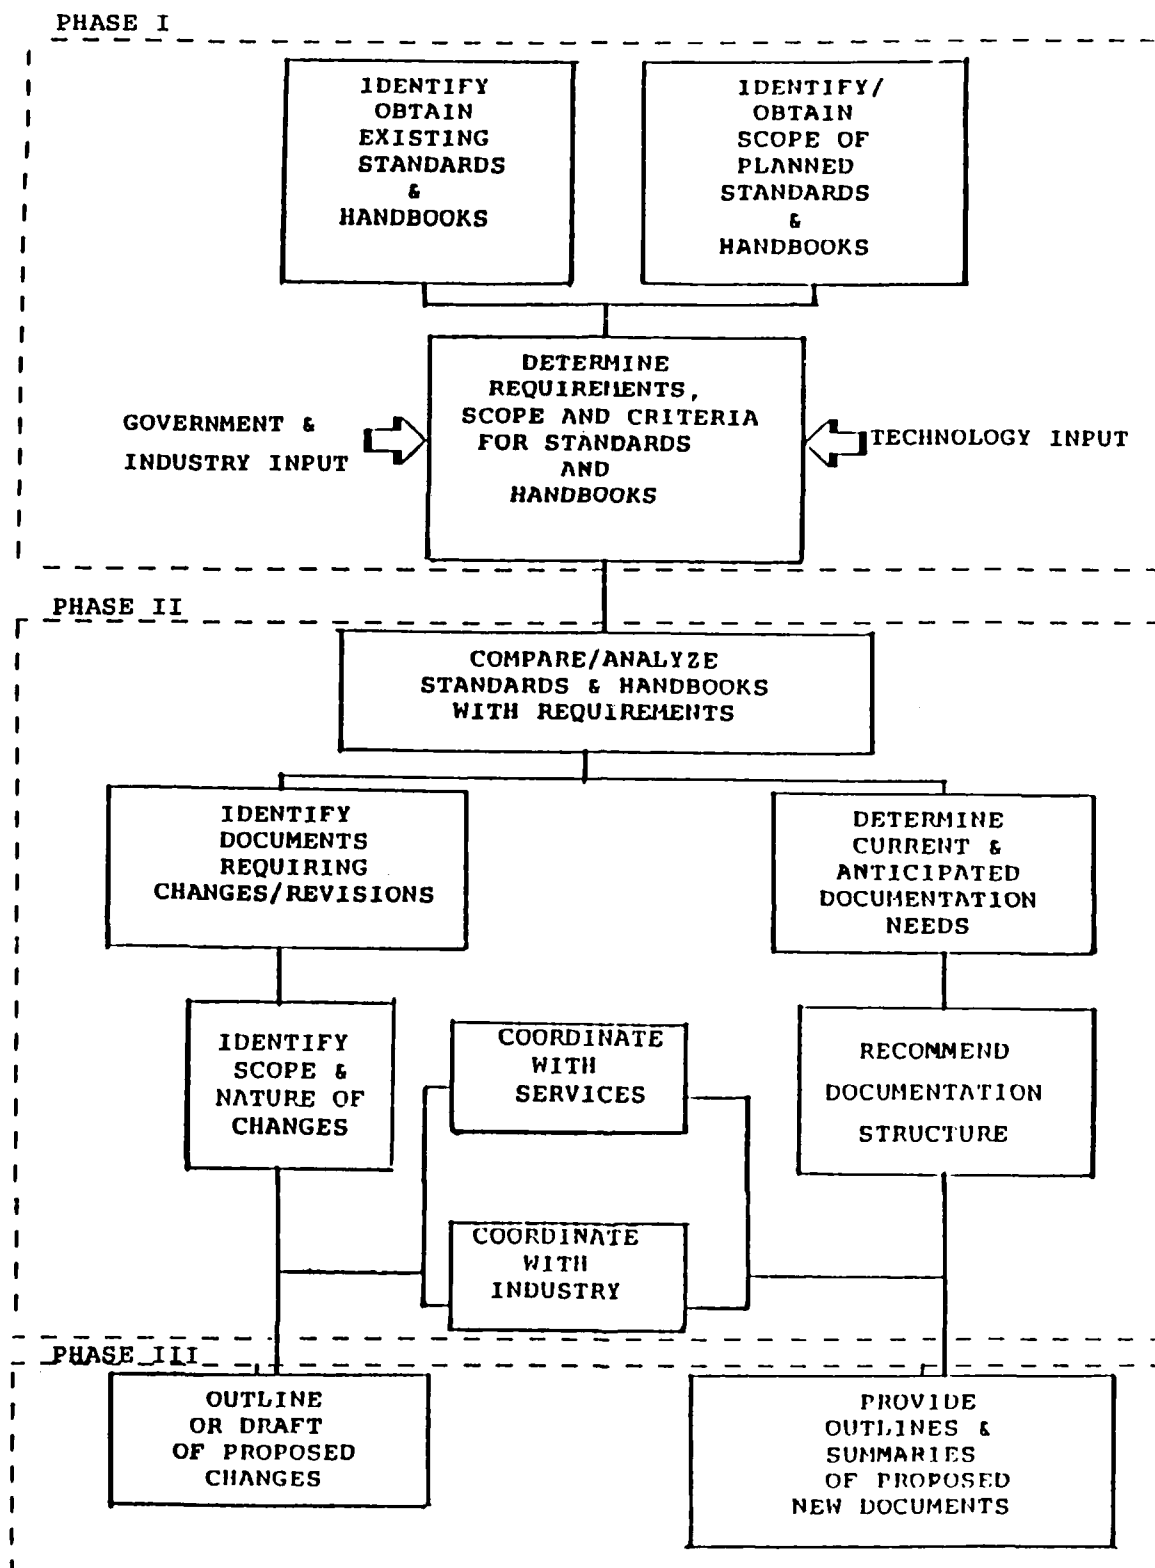 PHASE I
IDENTIFY
OBTAIN
EXISTING
STANDARDS
&
HANDBOOKS
IDENTIFY/
OBTAIN
SCOPE OF
PLANNED
STANDARDS
&
HANDBOOKS
DETERMINE
REQUIREMENTS,
SCOPE AND CRITERIA
FOR STANDARDS
AND
HANDBOOKS
GOVERNMENT &
INDUSTRY INPUT
TECHNOLOGY INPUT
PHASE II
COMPARE/ANALYZE
STANDARDS & HANDBOOKS
WITH REQUIREMENTS
IDENTIFY
DOCUMENTS
REQUIRING
CHANGES/REVISIONS
DETERMINE
CURRENT &
ANTICIPATED
DOCUMENTATION
NEEDS
IDENTIFY
SCOPE &
NATURE OF
CHANGES
COORDINATE
WITH
SERVICES
RECOMMEND
DOCUMENTATION
STRUCTURE
COORDINATE
WITH
INDUSTRY
PHASE III
OUTLINE
OR DRAFT
OF PROPOSED
CHANGES
PROVIDE
OUTLINES &
SUMMARIES
OF PROPOSED
NEW DOCUMENTS